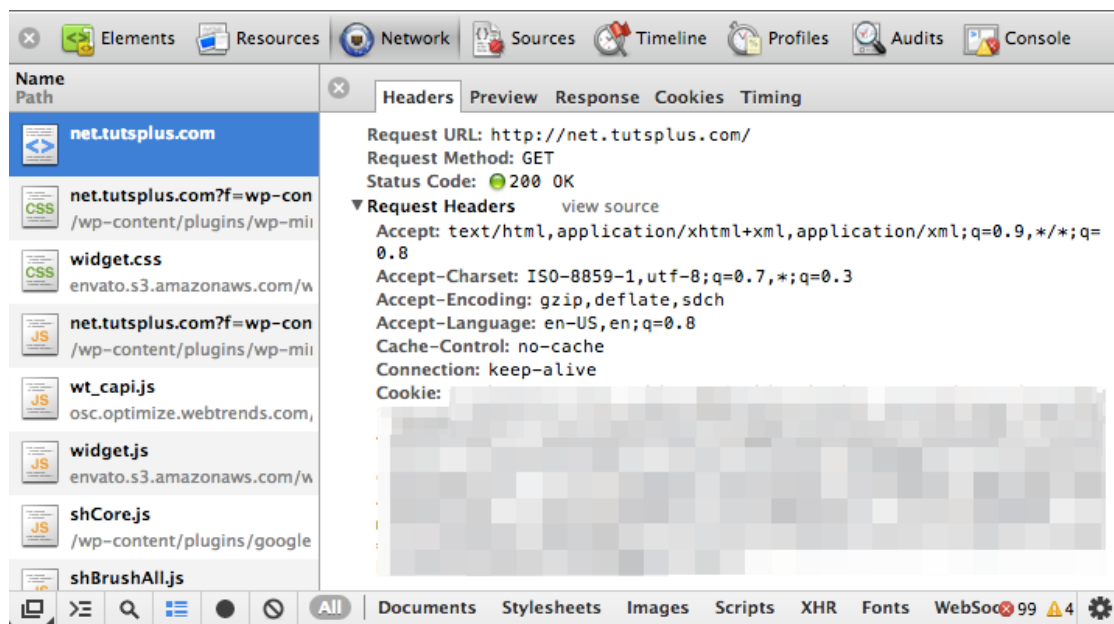 Elements Resources Network Sources Timeline Profiles Audits Console
Name
Path
Headers Preview Response Cookies Timing
net.tutsplus.com
net.tutsplus.com?f=wp-con
/wp-content/plugins/wp-mi
widget.css
envato.s3.amazonaws.com/w
net.tutsplus.com?f=wp-con
/wp-content/plugins/wp-mi
wt_capi.js
osc.optimize.webtrends.com,
widget.js
envato.s3.amazonaws.com/w
shCore.js
/wp-content/plugins/google
shBrushAll.js
Request URL: http://net.tutsplus.com/
Request Method: GET
Status Code: 200 OK
Request Headers view source
Accept: text/html,application/xhtml+xml,application/xml;q=0.9,*/*;q=
0.8
Accept-Charset: ISO-8859-1,utf-8;q=0.7,*;q=0.3
Accept-Encoding: gzip,deflate,sdch
Accept-Language: en-US,en;q=0.8
Cache-Control: no-cache
Connection: keep-alive
Cookie:
All Documents Stylesheets Images Scripts XHR Fonts WebSoc 99 4